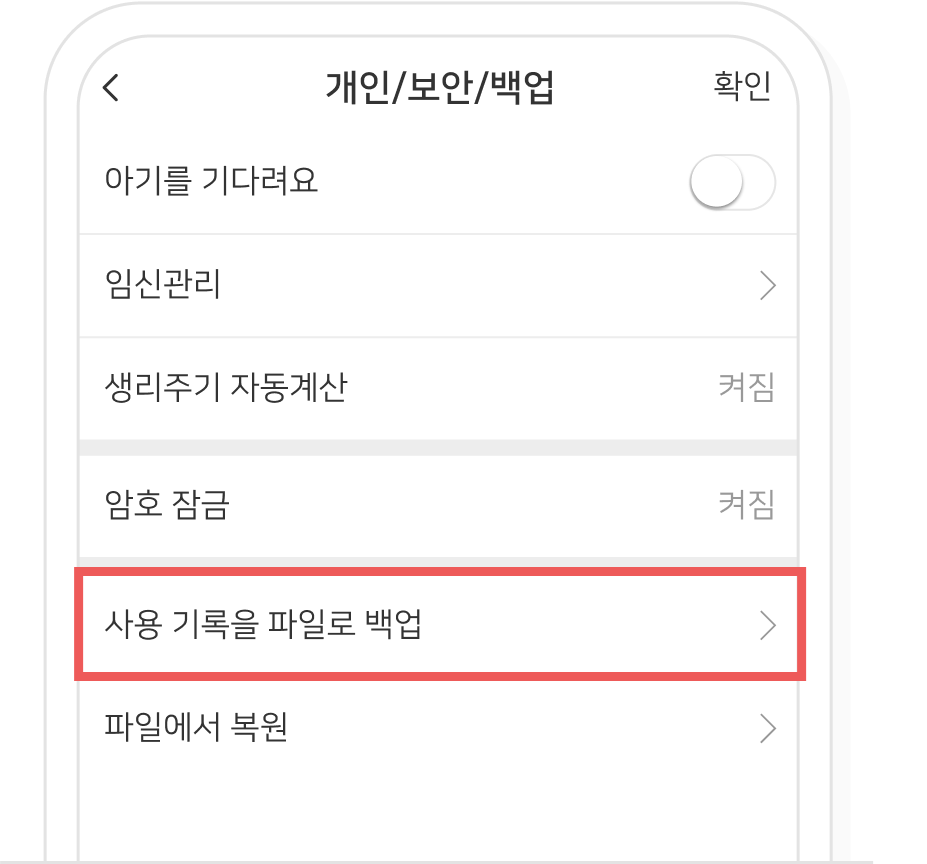 개인/보안/백업 확인
아기를 기다려요
임신관리
생리주기 자동계산 켜짐
암호 잠금 켜짐
사용 기록을 파일로 백업
파일에서 복원